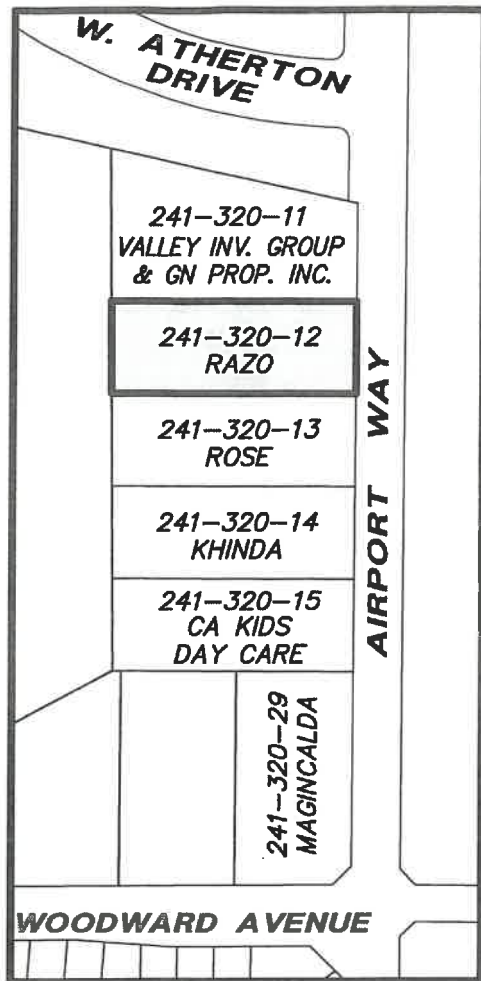 W. ATHERTON
DRIVE
241-320-11
VALLEY INV. GROUP
& GN PROP. INC.
241-320-12
RAZO
241-320-13
ROSE
241-320-14
KHINDA
241-320-15
CA KIDS
DAY CARE
AIRPORT WAY
241-320-29
MAGINCALDA
WOODWARD AVENUE